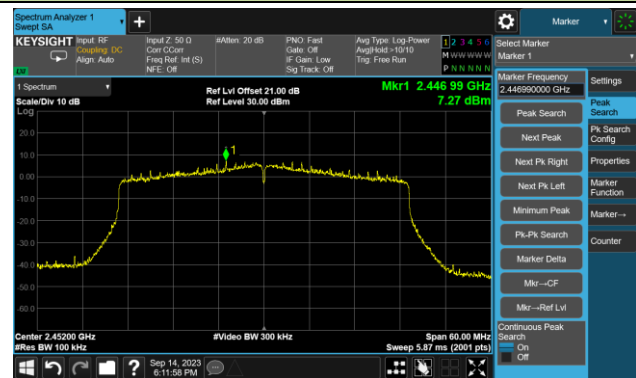 Spectrum Analyzer 1
Swept SA
+
Marker
KEYSIGHT
Input: RF
Coupling: DC
Align: Auto
Input Z: 50 Ω
Corr CCorr
Freq Ref: Int (S)
NFE: Off
#Atten: 20 dB
PNO: Fast
Gate: Off
IF Gain: Low
Sig Track: Off
Avg Type: Log-Power
Avg|Hold:>10/10
Trig: Free Run
1 2 3 4 5 6
M W W W W W
P N N N N N
Select Marker
Marker 1
1 Spectrum
Scale/Div 10 dB
Log
Ref Lvl Offset 21.00 dB
Ref Level 30.00 dBm
Mkr1 2.446 99 GHz
7.27 dBm
20.0
10.0
0.00
-10.0
-20.0
-30.0
-40.0
-50.0
-60.0
1
Center 2.45200 GHz
#Res BW 100 kHz
#Video BW 300 kHz
Span 60.00 MHz
Sweep 5.87 ms (2001 pts)
Marker Frequency
2.446990000 GHz
Peak Search
Next Peak
Next Pk Right
Next Pk Left
Minimum Peak
Pk-Pk Search
Marker Delta
Mkr→CF
Mkr→Ref Lvl
Continuous Peak
Search
On
Off
Settings
Peak
Search
Pk Search
Config
Properties
Marker
Function
Marker→
Counter
?
Sep 14, 2023
6:11:58 PM